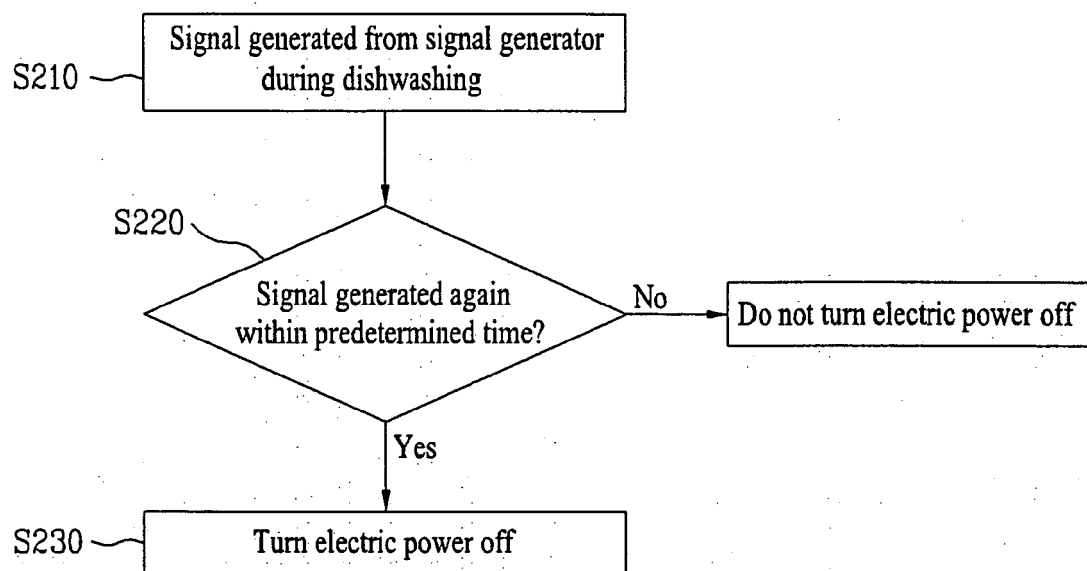 Signal generated from signal generator
during dishwashing
S210
S220
Signal generated again
within predetermined time?
No
Do not turn electric power off
Yes
S230
Turn electric power off